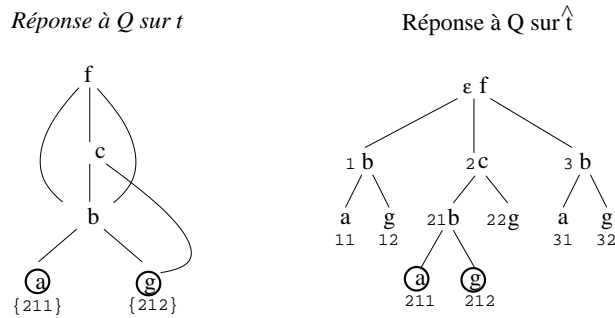 Réponse à Q sur t
Réponse à Q sur t̂
f
c
b
a
g
{211}
{212}
ε f
1 b
2 c
3 b
a
g
21 b
22 g
a
g
11
12
31
32
a
g
211
212